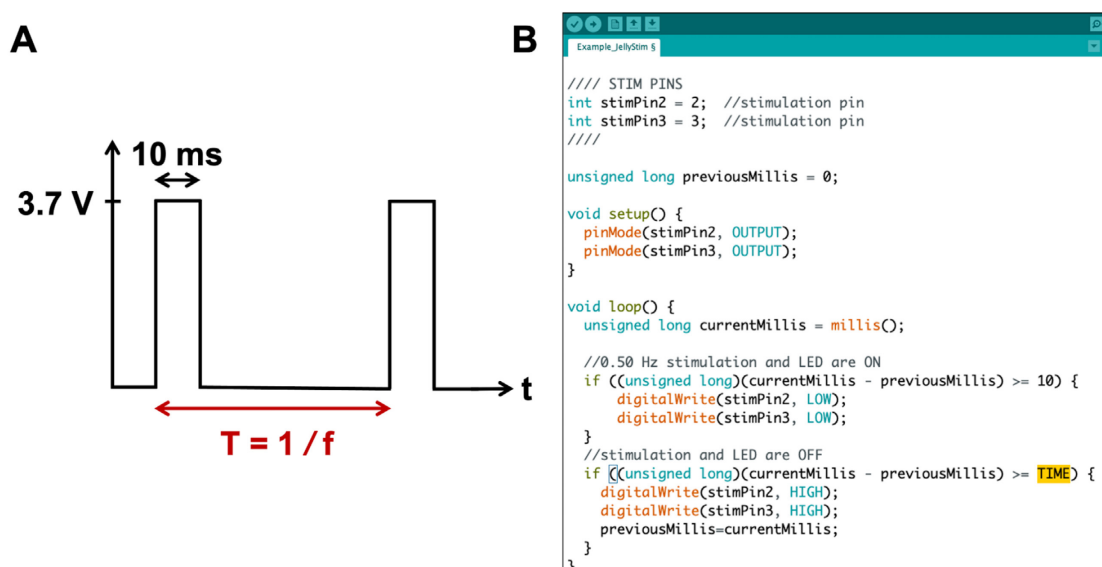 A
10 ms
3.7 V
t
T = 1 / f
B
Example_JellyStim §
//// STIM PINS
int stimPin2 = 2;  //stimulation pin
int stimPin3 = 3;  //stimulation pin
////
unsigned long previousMillis = 0;
void setup() {
  pinMode(stimPin2, OUTPUT);
  pinMode(stimPin3, OUTPUT);
}
void loop() {
  unsigned long currentMillis = millis();
  //0.50 Hz stimulation and LED are ON
  if ((unsigned long)(currentMillis - previousMillis) >= 10) {
      digitalWrite(stimPin2, LOW);
      digitalWrite(stimPin3, LOW);
  }
  //stimulation and LED are OFF
  if ((unsigned long)(currentMillis - previousMillis) >= TIME) {
    digitalWrite(stimPin2, HIGH);
    digitalWrite(stimPin3, HIGH);
    previousMillis=currentMillis;
  }
}